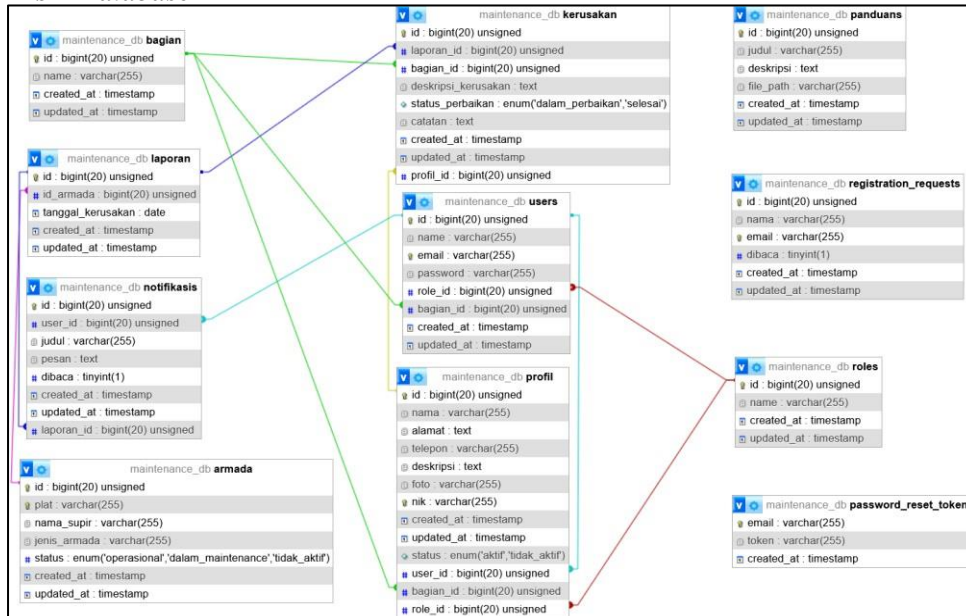 maintenance_db bagian
id : bigint(20) unsigned
name : varchar(255)
created_at : timestamp
updated_at : timestamp
maintenance_db laporan
id : bigint(20) unsigned
id_armada : bigint(20) unsigned
tanggal_kerusakan : date
created_at : timestamp
updated_at : timestamp
maintenance_db notifikasis
id : bigint(20) unsigned
user_id : bigint(20) unsigned
judul : varchar(255)
pesan : text
dibaca : tinyint(1)
created_at : timestamp
updated_at : timestamp
laporan_id : bigint(20) unsigned
maintenance_db armada
id : bigint(20) unsigned
plat : varchar(255)
nama_supir : varchar(255)
jenis_armada : varchar(255)
status : enum('operasional','dalam_maintenance','tidak_aktif')
created_at : timestamp
updated_at : timestamp
maintenance_db kerusakan
id : bigint(20) unsigned
laporan_id : bigint(20) unsigned
bagian_id : bigint(20) unsigned
deskripsi_kerusakan : text
status_perbaikan : enum('dalam_perbaikan','selesai')
catatan : text
created_at : timestamp
updated_at : timestamp
profil_id : bigint(20) unsigned
maintenance_db users
id : bigint(20) unsigned
name : varchar(255)
email : varchar(255)
password : varchar(255)
role_id : bigint(20) unsigned
bagian_id : bigint(20) unsigned
created_at : timestamp
updated_at : timestamp
maintenance_db profil
id : bigint(20) unsigned
nama : varchar(255)
alamat : text
telepon : varchar(255)
deskripsi : text
foto : varchar(255)
nik : varchar(255)
created_at : timestamp
updated_at : timestamp
status : enum('aktif','tidak_aktif')
user_id : bigint(20) unsigned
bagian_id : bigint(20) unsigned
role_id : bigint(20) unsigned
maintenance_db panduans
id : bigint(20) unsigned
judul : varchar(255)
deskripsi : text
file_path : varchar(255)
created_at : timestamp
updated_at : timestamp
maintenance_db registration_requests
id : bigint(20) unsigned
nama : varchar(255)
email : varchar(255)
dibaca : tinyint(1)
created_at : timestamp
updated_at : timestamp
maintenance_db roles
id : bigint(20) unsigned
name : varchar(255)
created_at : timestamp
updated_at : timestamp
maintenance_db password_reset_token
email : varchar(255)
token : varchar(255)
created_at : timestamp